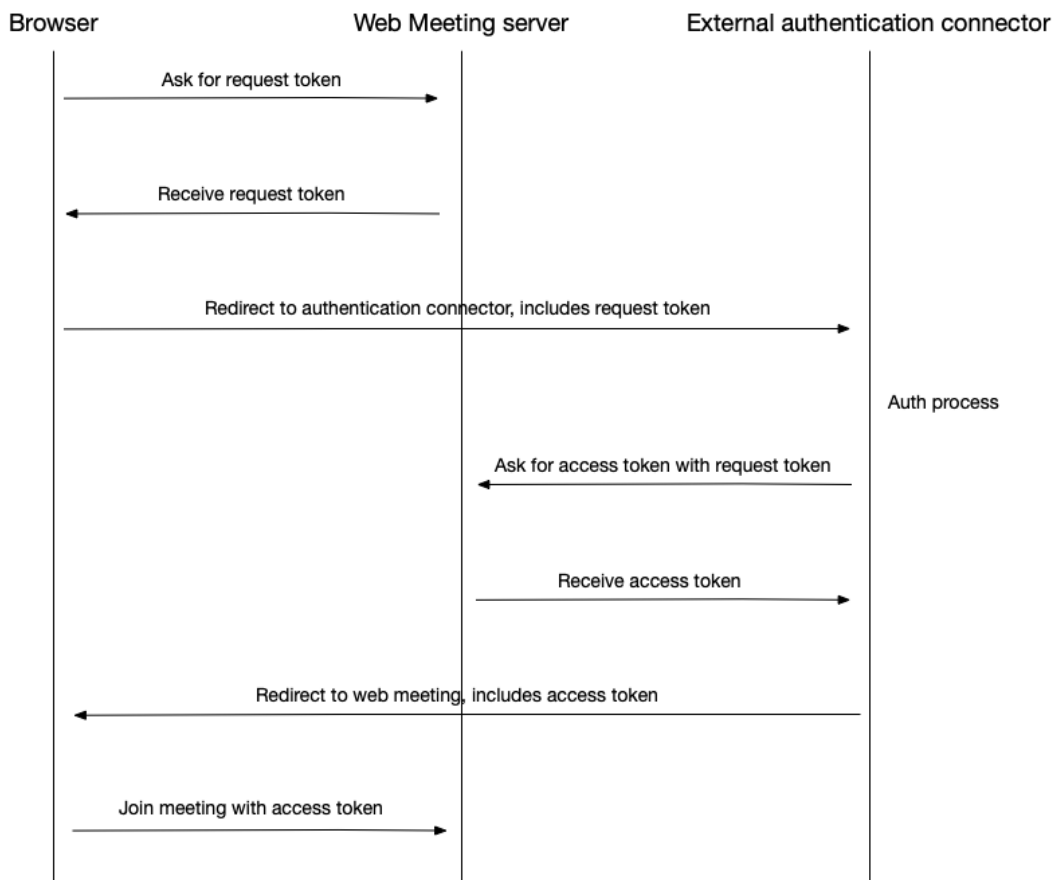 Browser
Web Meeting server
External authentication connector
Ask for request token
Receive request token
Redirect to authentication connector, includes request token
Auth process
Ask for access token with request token
Receive access token
Redirect to web meeting, includes access token
Join meeting with access token